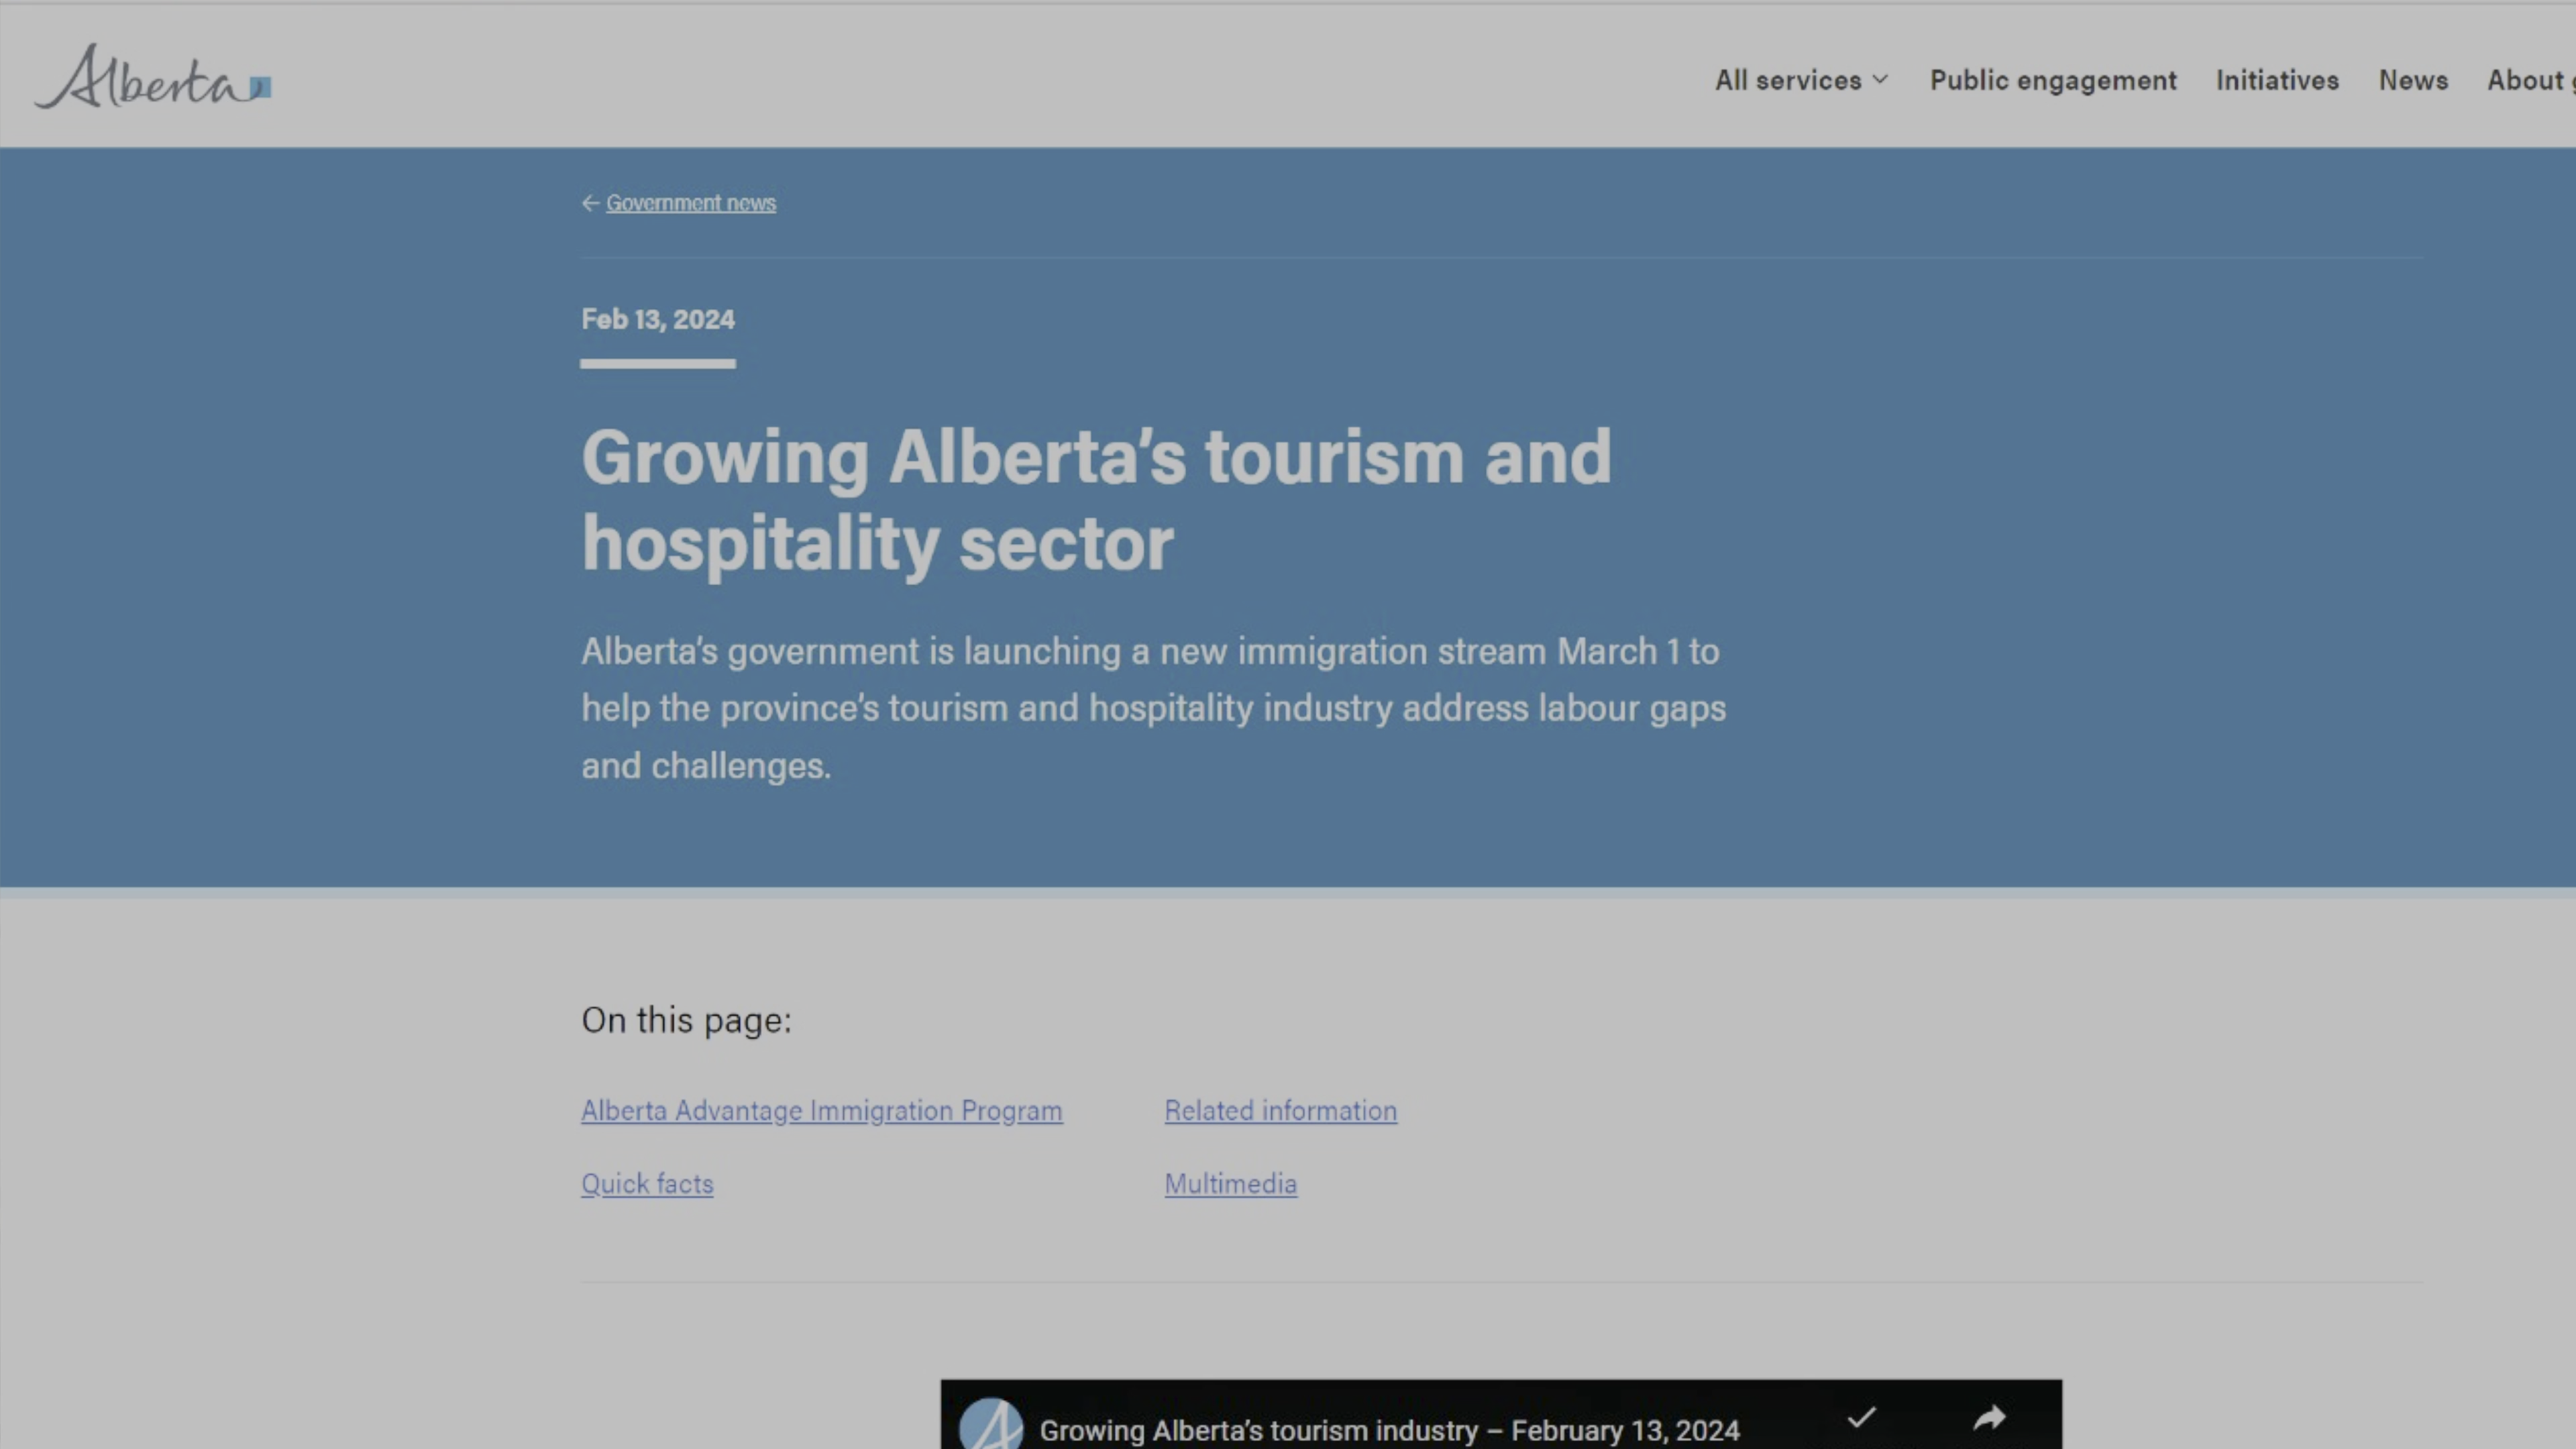 Alberta
All services Public engagement Initiatives News About
← Government news
Feb 13, 2024
Growing Alberta's tourism and
hospitality sector
Alberta's government is launching a new immigration stream March 1 to
help the province's tourism and hospitality industry address labour gaps
and challenges.
On this page:
Alberta Advantage Immigration Program Related information
Quick facts Multimedia
Growing Alberta's tourism industry – February 13, 2024